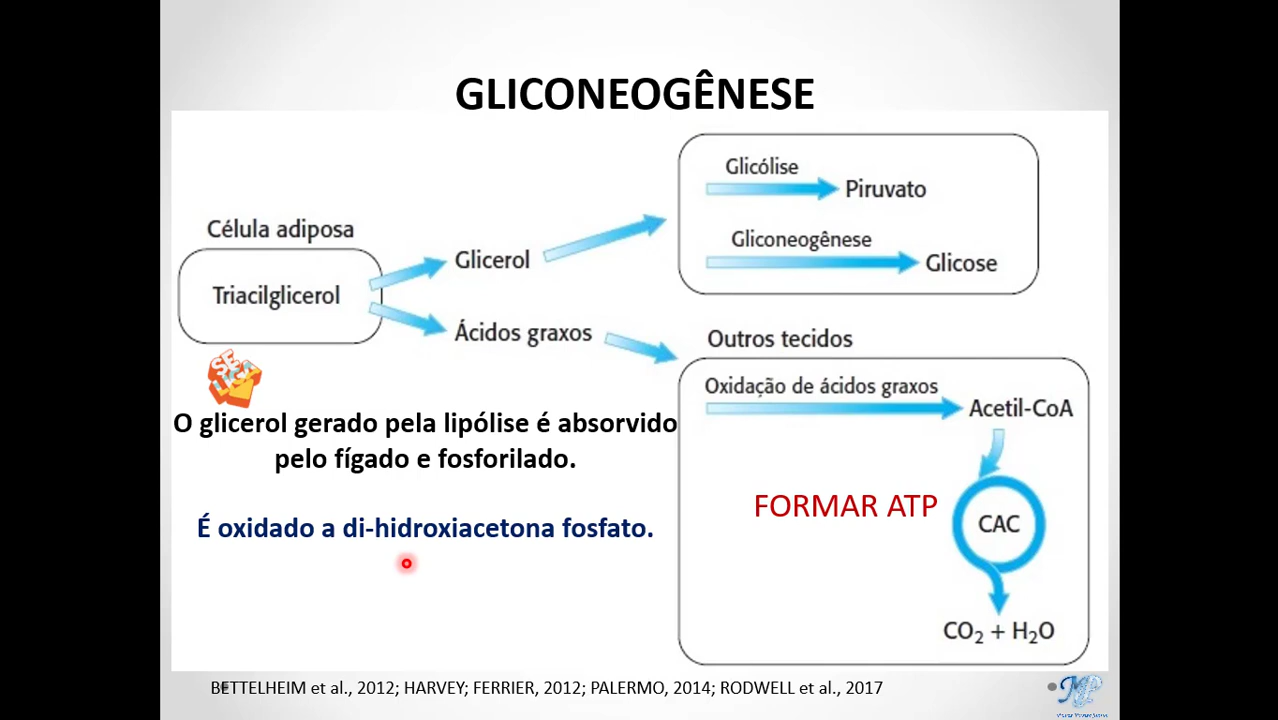 GLICONEOGÊNESE
Célula adiposa
Triacilglicerol
Glicerol
Ácidos graxos
Glicólise
Piruvato
Gliconeogênese
Glicose
Outros tecidos
Oxidação de ácidos graxos
Acetil-CoA
FORMAR ATP
CAC
CO₂ + H₂O
SE
LIGA
O glicerol gerado pela lipólise é absorvido
pelo fígado e fosforilado.
É oxidado a di-hidroxiacetona fosfato.
BETTELHEIM et al., 2012; HARVEY; FERRIER, 2012; PALERMO, 2014; RODWELL et al., 2017